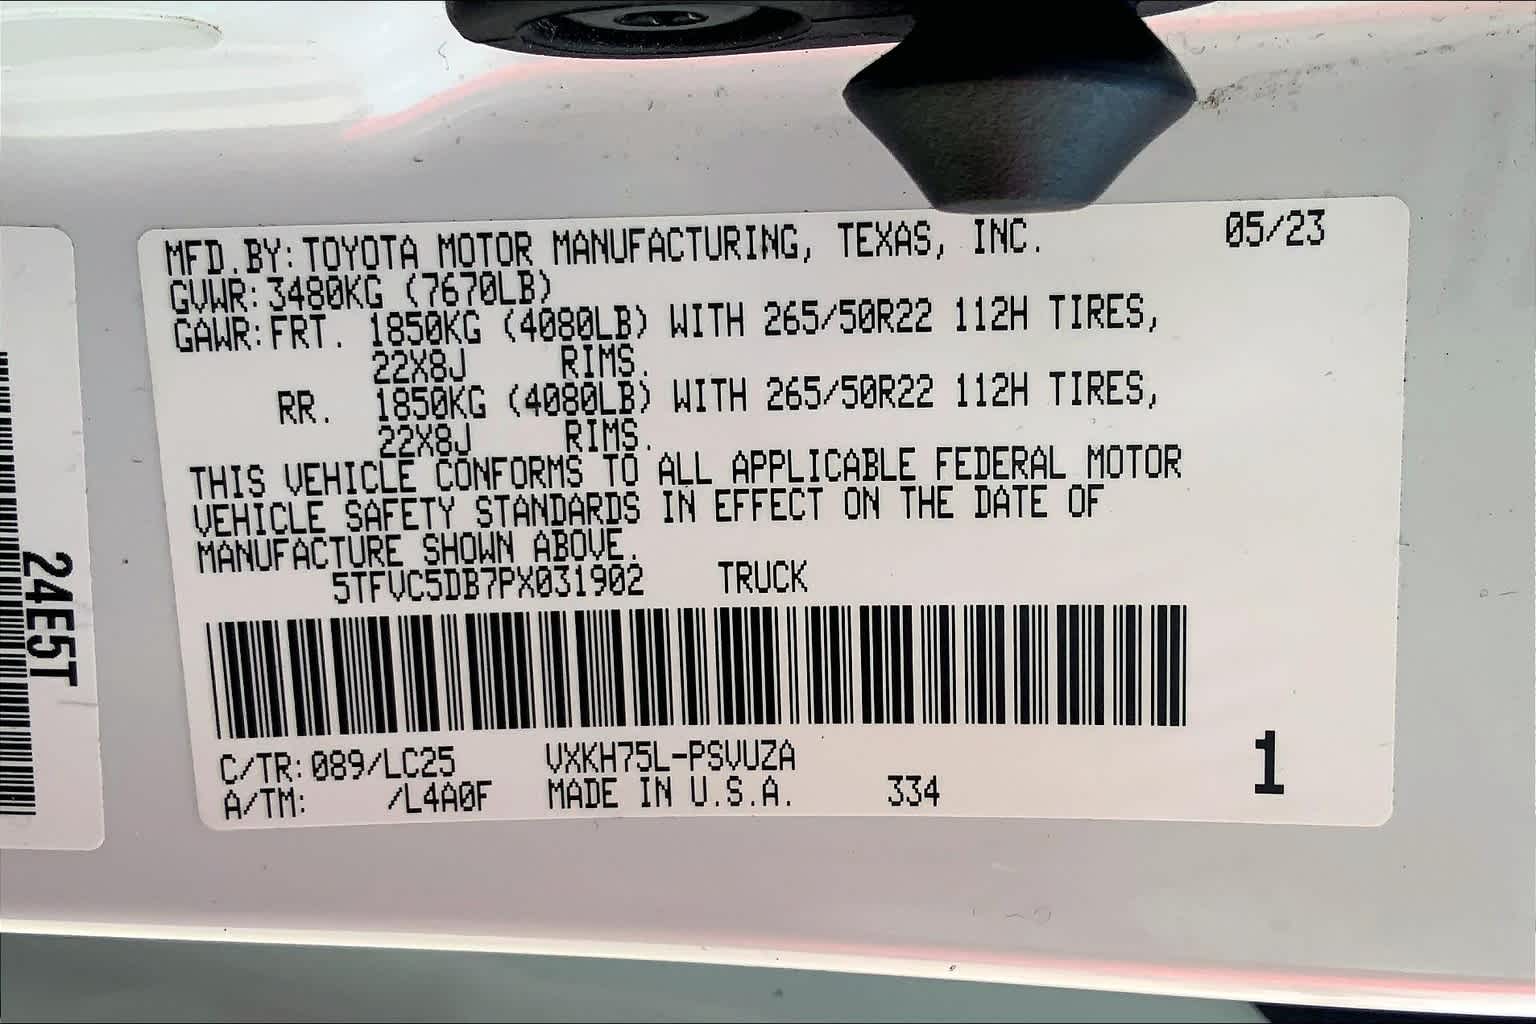 MFD.BY: TOYOTA MOTOR MANUFACTURING, TEXAS, INC. 05/23
GVWR: 3480KG (7670LB)
GAWR: FRT. 1850KG (4080LB) WITH 265/50R22 112H TIRES,
22X8J RIMS.
RR. 1850KG (4080LB) WITH 265/50R22 112H TIRES,
22X8J RIMS.
THIS VEHICLE CONFORMS TO ALL APPLICABLE FEDERAL MOTOR
VEHICLE SAFETY STANDARDS IN EFFECT ON THE DATE OF
MANUFACTURE SHOWN ABOVE.
5TFVC5DB7PX031902 TRUCK
C/TR: 089/LC25 VXKH75L-PSVUZA
A/TM: /L4A0F MADE IN U.S.A. 334
1
24E5T